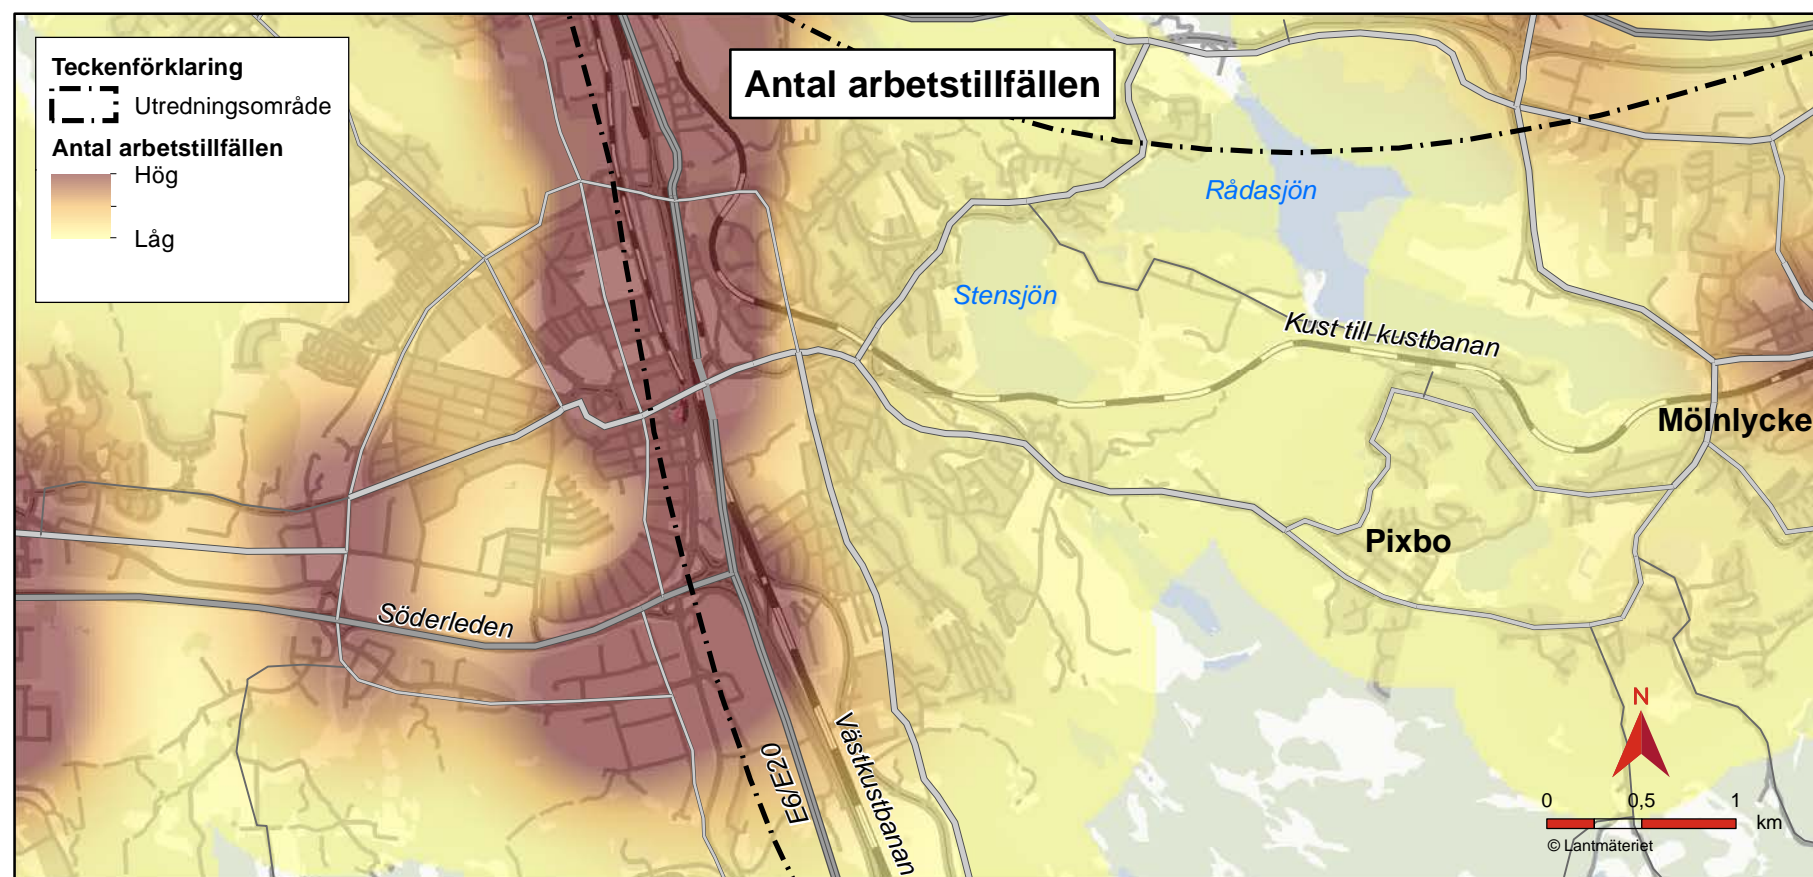 Antal arbetstillfällen
Teckenförklaring
Utredningsområde
Antal arbetstillfällen
Hög
Låg
Rådasjön
Stensjön
Kust till kustbanan
Mölnlycke
Pixbo
Söderleden
Västkustbanan
E6/E20
N
0 0,5 1
km
© Lantmäteriet